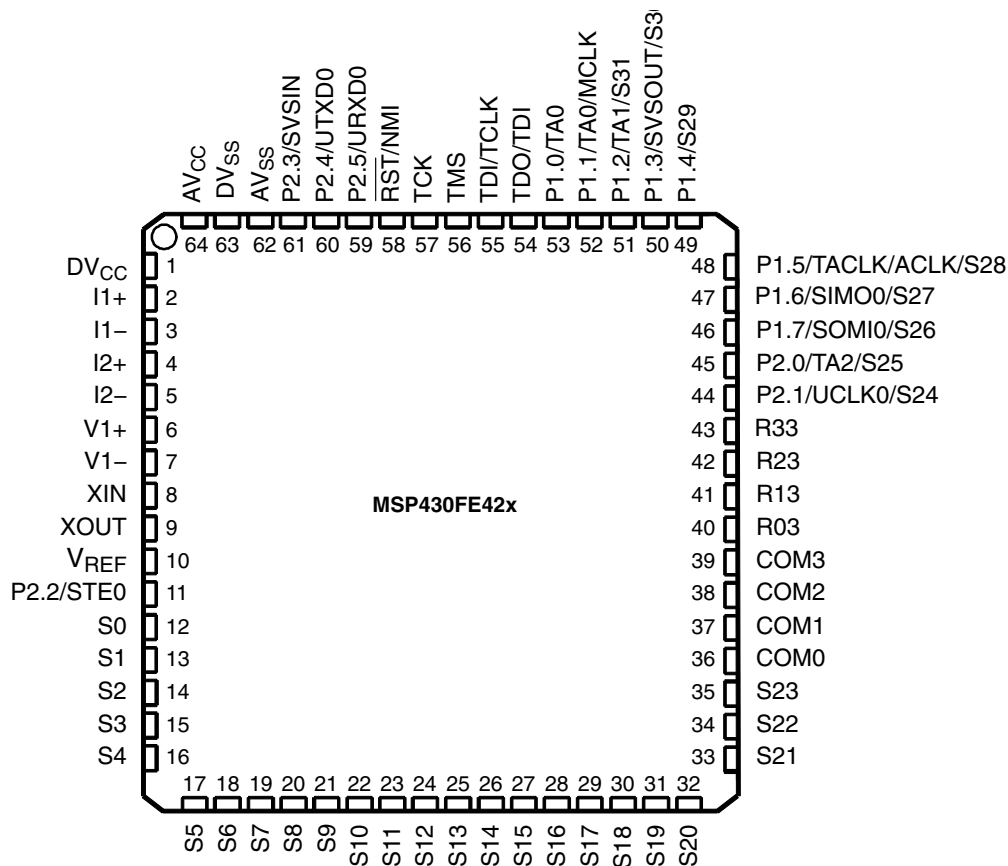 AVCC
DVSS
AVSS
P2.3/SVSIN
P2.4/UTXD0
P2.5/URXD0
RST/NMI
TCK
TMS
TDI/TCLK
TDO/TDI
P1.0/TA0
P1.1/TA0/MCLK
P1.2/TA1/S31
P1.3/SVSOUT/S3
P1.4/S29
64 63 62 61 60 59 58 57 56 55 54 53 52 51 50 49
DVCC 1
I1+ 2
I1− 3
I2+ 4
I2− 5
V1+ 6
V1− 7
XIN 8
XOUT 9
VREF 10
P2.2/STE0 11
S0 12
S1 13
S2 14
S3 15
S4 16
MSP430FE42x
48 P1.5/TACLK/ACLK/S28
47 P1.6/SIMO0/S27
46 P1.7/SOMI0/S26
45 P2.0/TA2/S25
44 P2.1/UCLK0/S24
43 R33
42 R23
41 R13
40 R03
39 COM3
38 COM2
37 COM1
36 COM0
35 S23
34 S22
33 S21
17 18 19 20 21 22 23 24 25 26 27 28 29 30 31 32
S5
S6
S7
S8
S9
S10
S11
S12
S13
S14
S15
S16
S17
S18
S19
S20